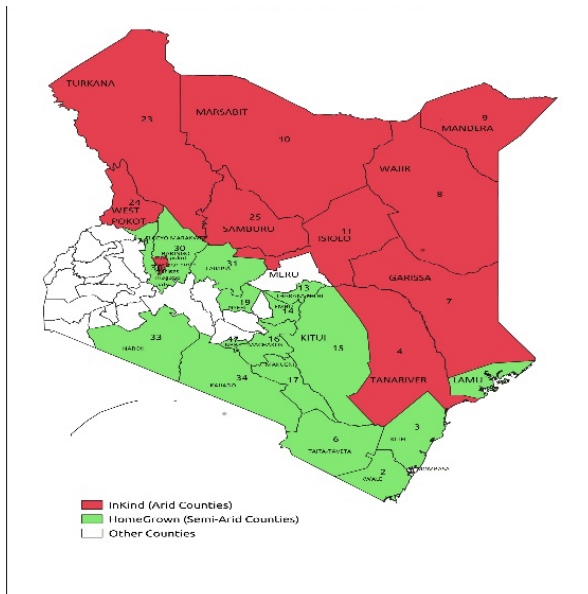 TURKANA
23
MARSABIT
10
9
MANDERA
WAJIR
8
24
WEST
POKOT
25
SAMBURU
11
ISIOLO
30
31
MERU
GARISSA
7
13
19
14
KITUI
15
16
33
NAROK
34
17
4
TANARIVER
LAMU
3
6
TAITA-TAVETA
2
KWALE
InKind (Arid Counties)
HomeGrown (Semi-Arid Counties)
Other Counties